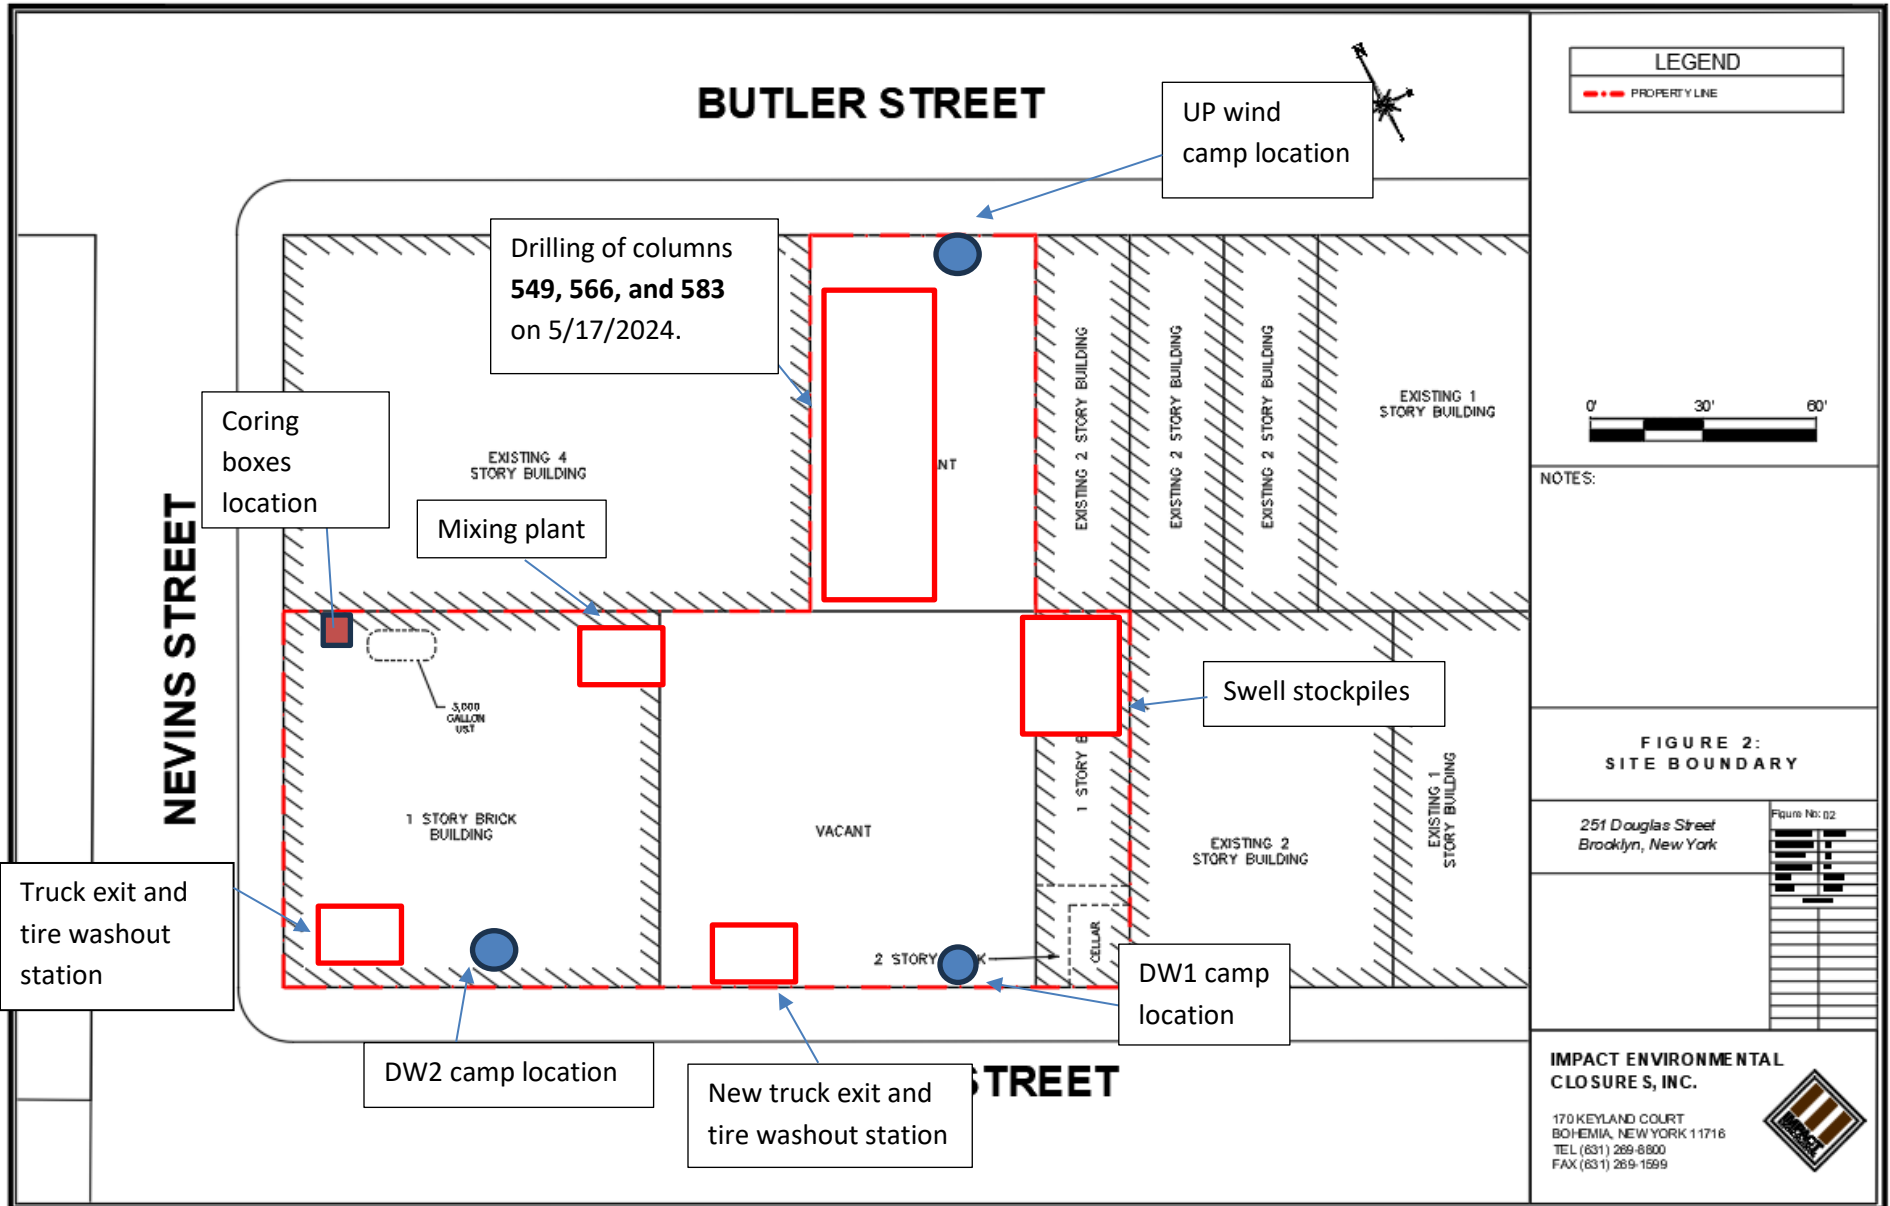 BUTLER STREET
N
UP wind
camp location
Drilling of columns
549, 566, and 583
on 5/17/2024.
Coring
boxes
location
Mixing plant
EXISTING 4
STORY BUILDING
NT
EXISTING 2 STORY BUILDING
EXISTING 2 STORY BUILDING
EXISTING 2 STORY BUILDING
EXISTING 1
STORY BUILDING
NEVINS STREET
3,000
GALLON
UST
Swell stockpiles
1 STORY B
1 STORY BRICK
BUILDING
VACANT
EXISTING 2
STORY BUILDING
EXISTING 1
STORY BUILDING
Truck exit and
tire washout
station
2 STORY K
CELLAR
DW1 camp
location
DW2 camp location
New truck exit and
tire washout station
STREET
LEGEND
PROPERTY LINE
0' 30' 60'
NOTES:
FIGURE 2:
SITE BOUNDARY
251 Douglas Street
Brooklyn, New York
Figure No: 02
IMPACT ENVIRONMENTAL
CLOSURES, INC.
170 KEYLAND COURT
BOHEMIA, NEW YORK 11716
TEL (631) 269-8800
FAX (631) 269-1599
IMPACT